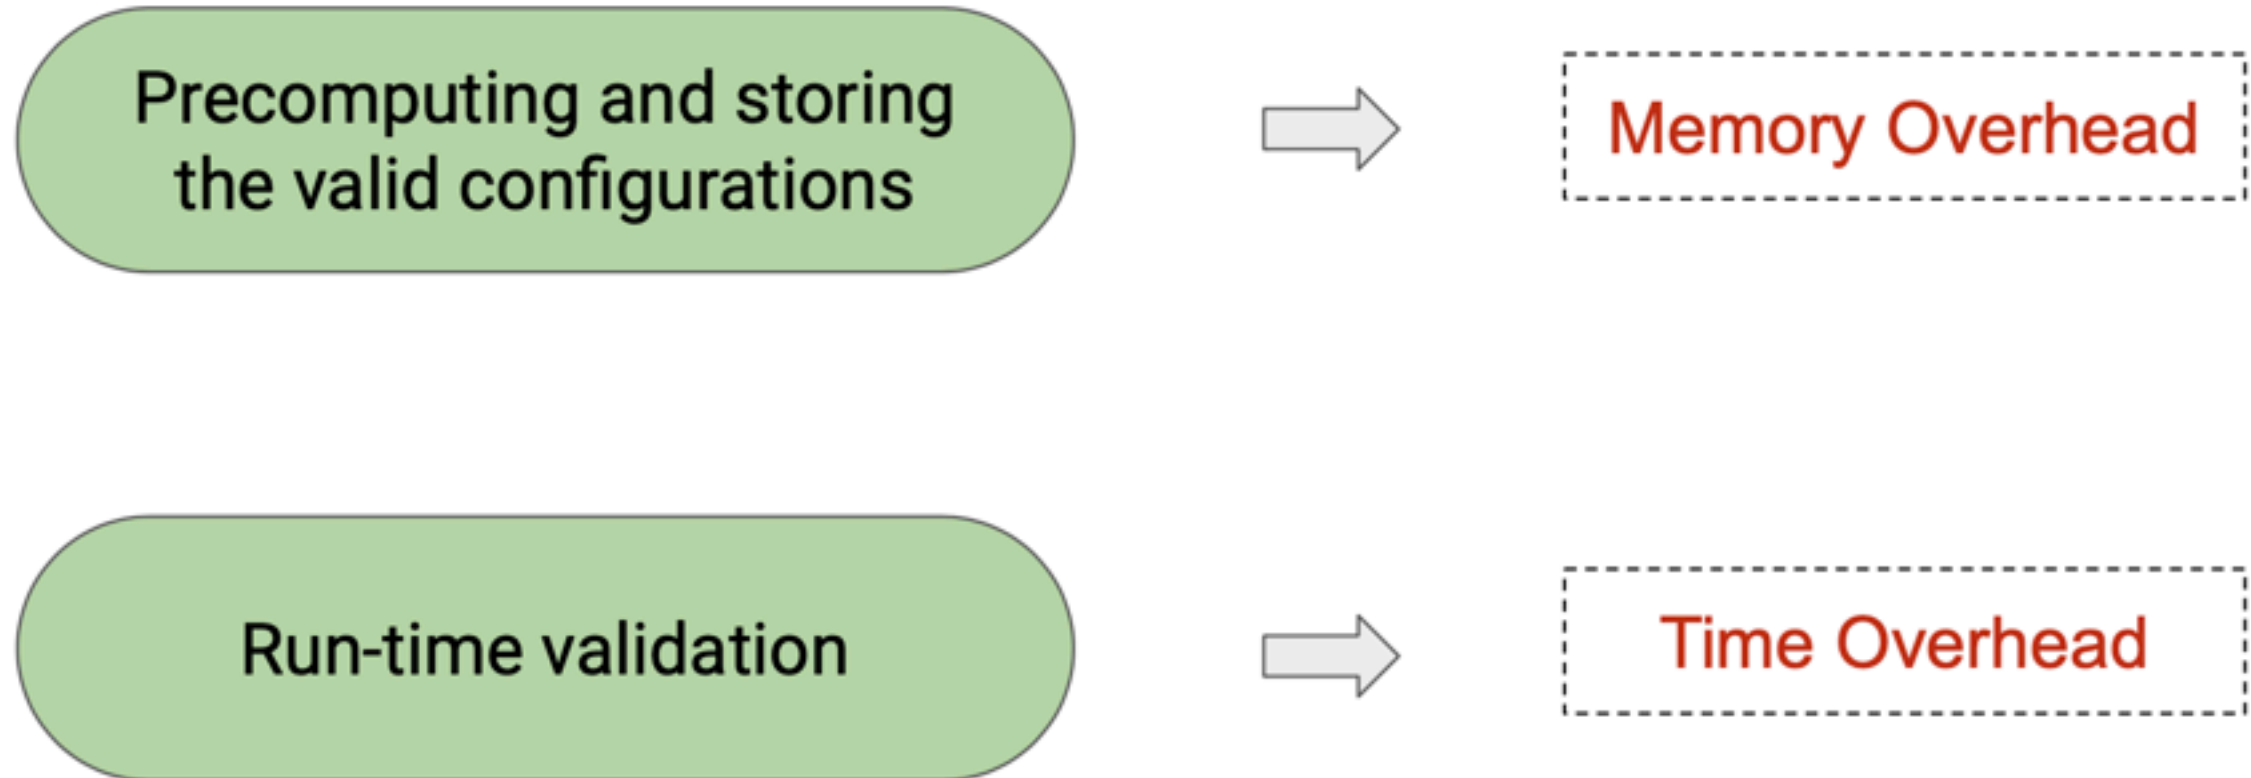 Precomputing and storing
the valid configurations
Memory Overhead
Run-time validation
Time Overhead